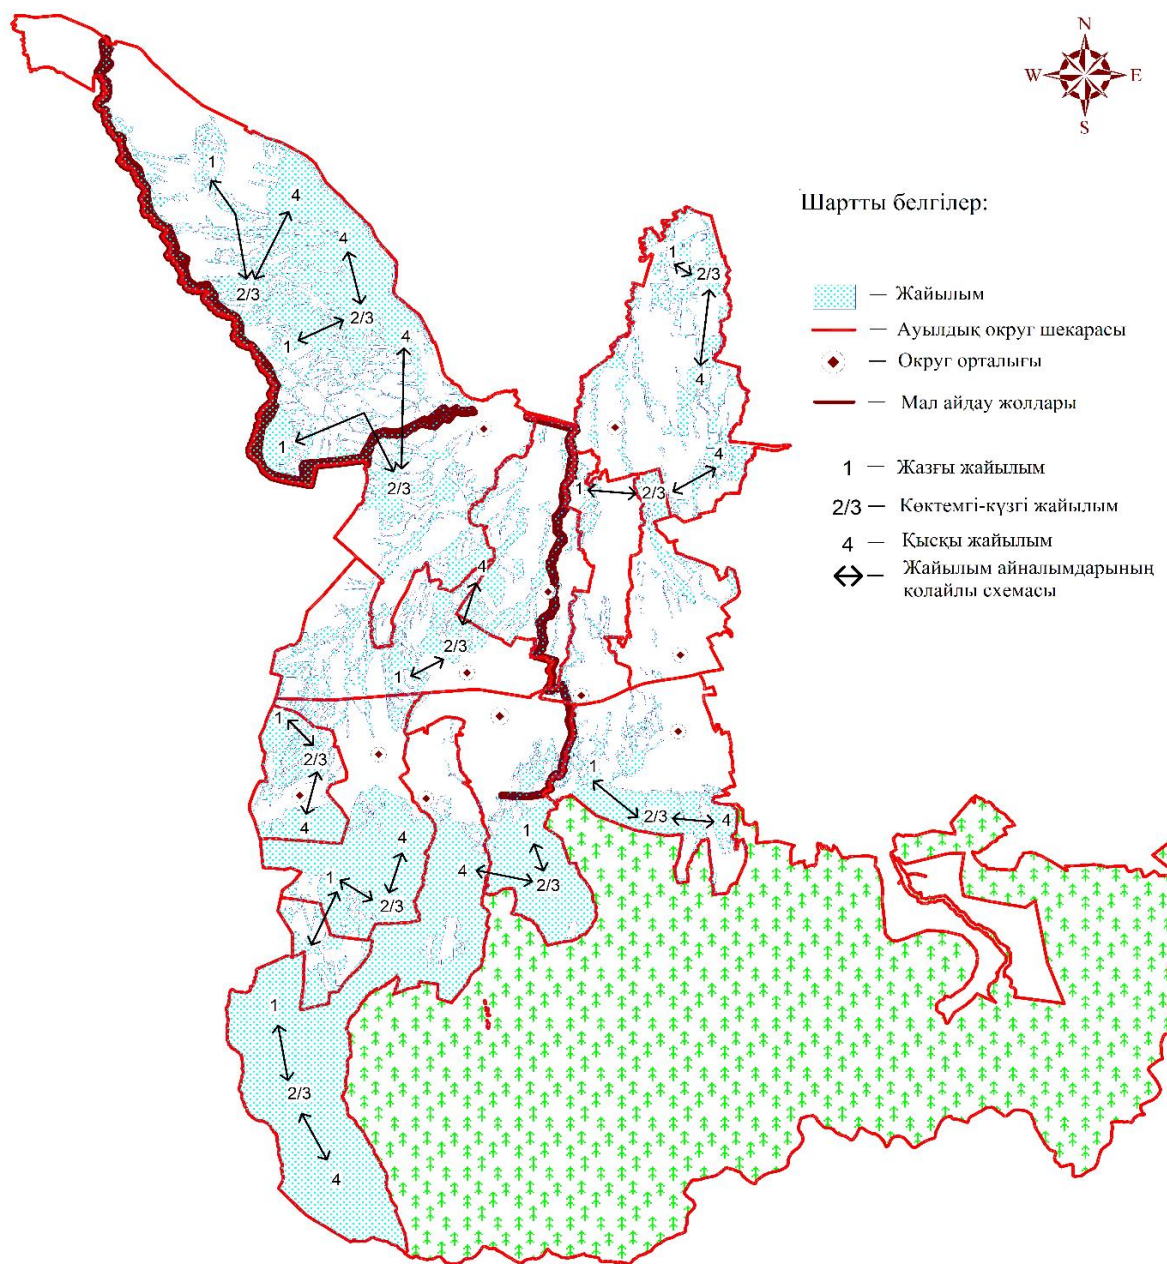 N
W E
S
Шартты белгілер:
— Жайылым
— Ауылдық округ шекарасы
— Округ орталығы
— Мал айдау жолдары
1 — Жазғы жайылым
2/3 — Көктемгі-күзгі жайылым
4 — Қысқы жайылым
— Жайылым айналымдарының
қолайлы схемасы
1
4
4
1
2/3
2/3
2/3
4
1
4
1
4
2/3
1
2/3
4
2/3
1
1
2/3
1
2/3
4
4
1
4
4
1
2/3
2/3
1
2/3
4